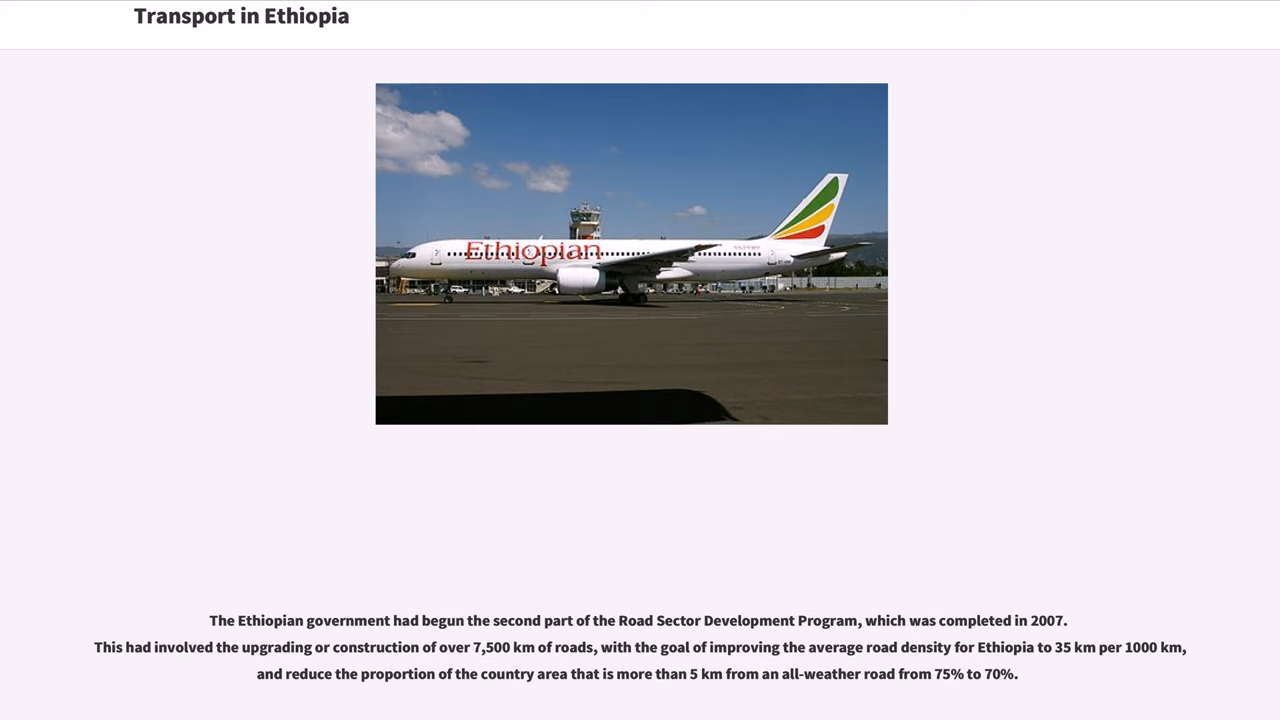 Transport in Ethiopia
Ethiopian
The Ethiopian government had begun the second part of the Road Sector Development Program, which was completed in 2007.
This had involved the upgrading or construction of over 7,500 km of roads, with the goal of improving the average road density for Ethiopia to 35 km per 1000 km,
and reduce the proportion of the country area that is more than 5 km from an all-weather road from 75% to 70%.